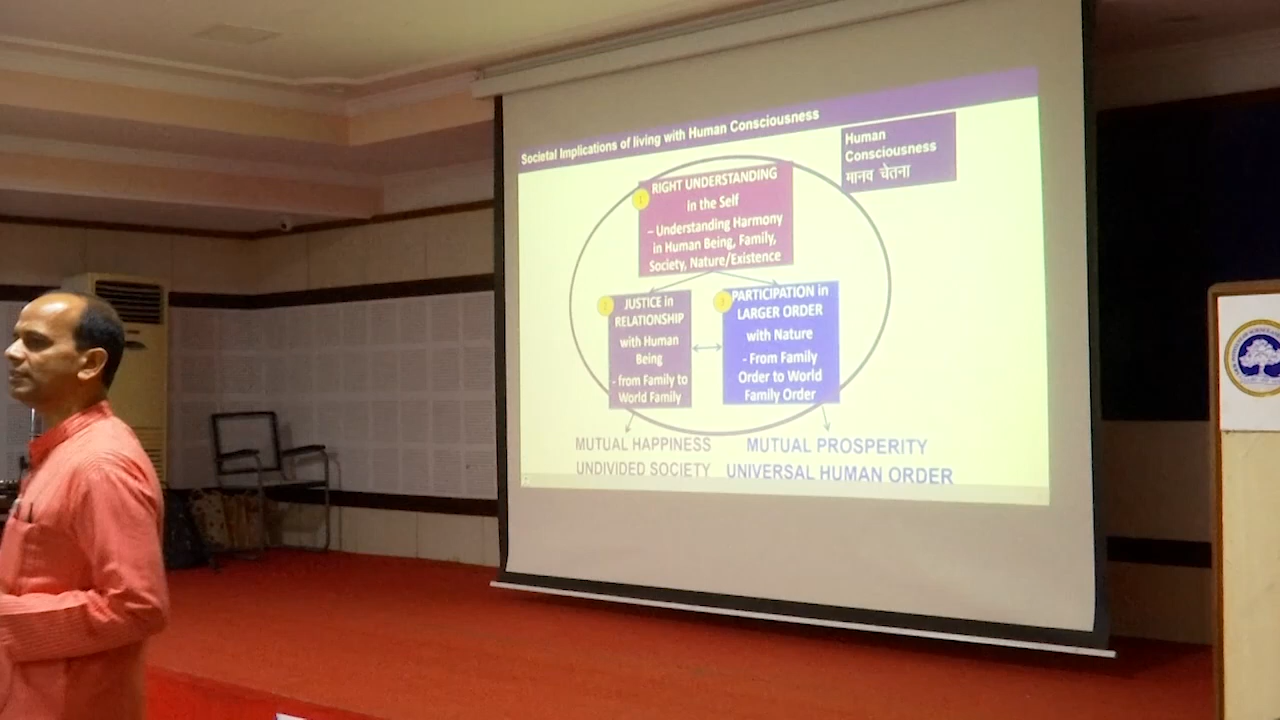 Societal Implications of living with Human Consciousness
Human
Consciousness
मानव चेतना
1
RIGHT UNDERSTANDING
in the Self
– Understanding Harmony
in Human Being, Family,
Society, Nature/Existence
2
JUSTICE in
RELATIONSHIP
with Human
Being
- from Family to
World Family
3
PARTICIPATION in
LARGER ORDER
with Nature
- From Family
Order to World
Family Order
MUTUAL HAPPINESS
UNDIVIDED SOCIETY
MUTUAL PROSPERITY
UNIVERSAL HUMAN ORDER